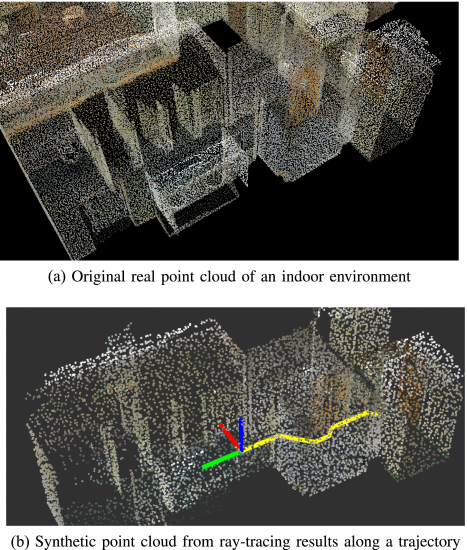 (a) Original real point cloud of an indoor environment
(b) Synthetic point cloud from ray-tracing results along a trajectory